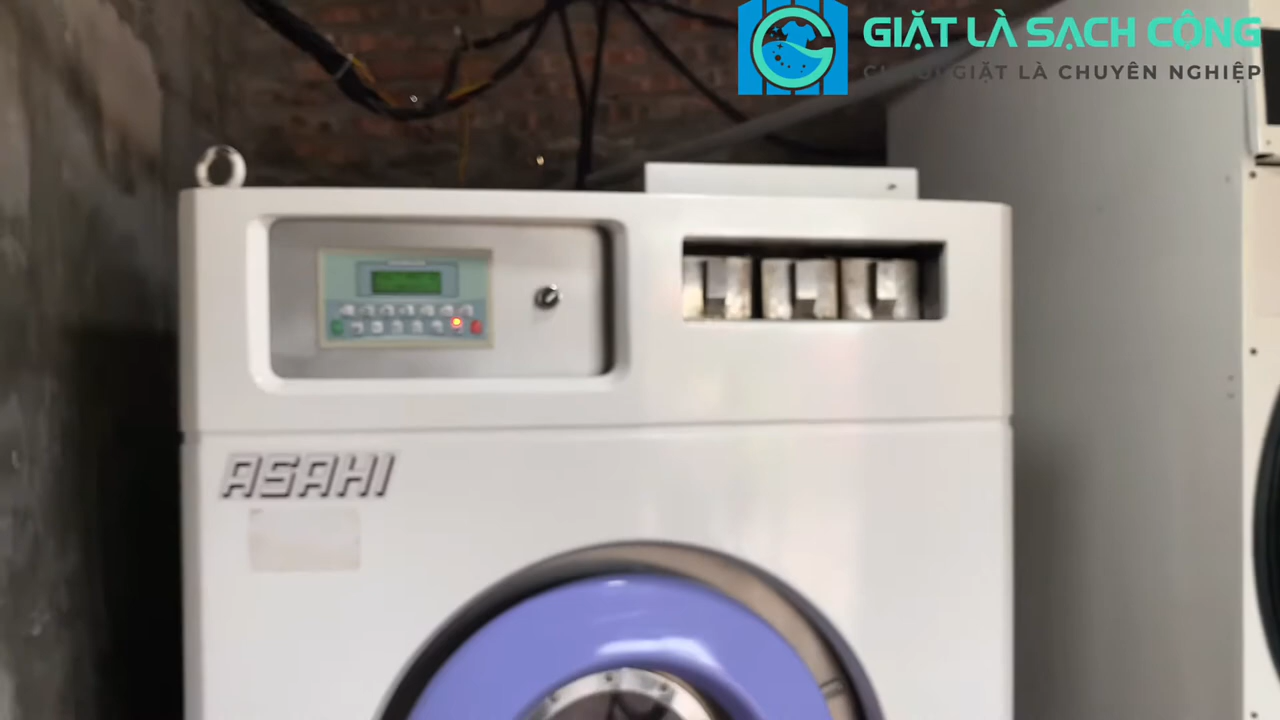 GIẶT LÀ SẠCH CỘNG
GIẶT LÀ CHUYÊN NGHIỆP
ASAHI